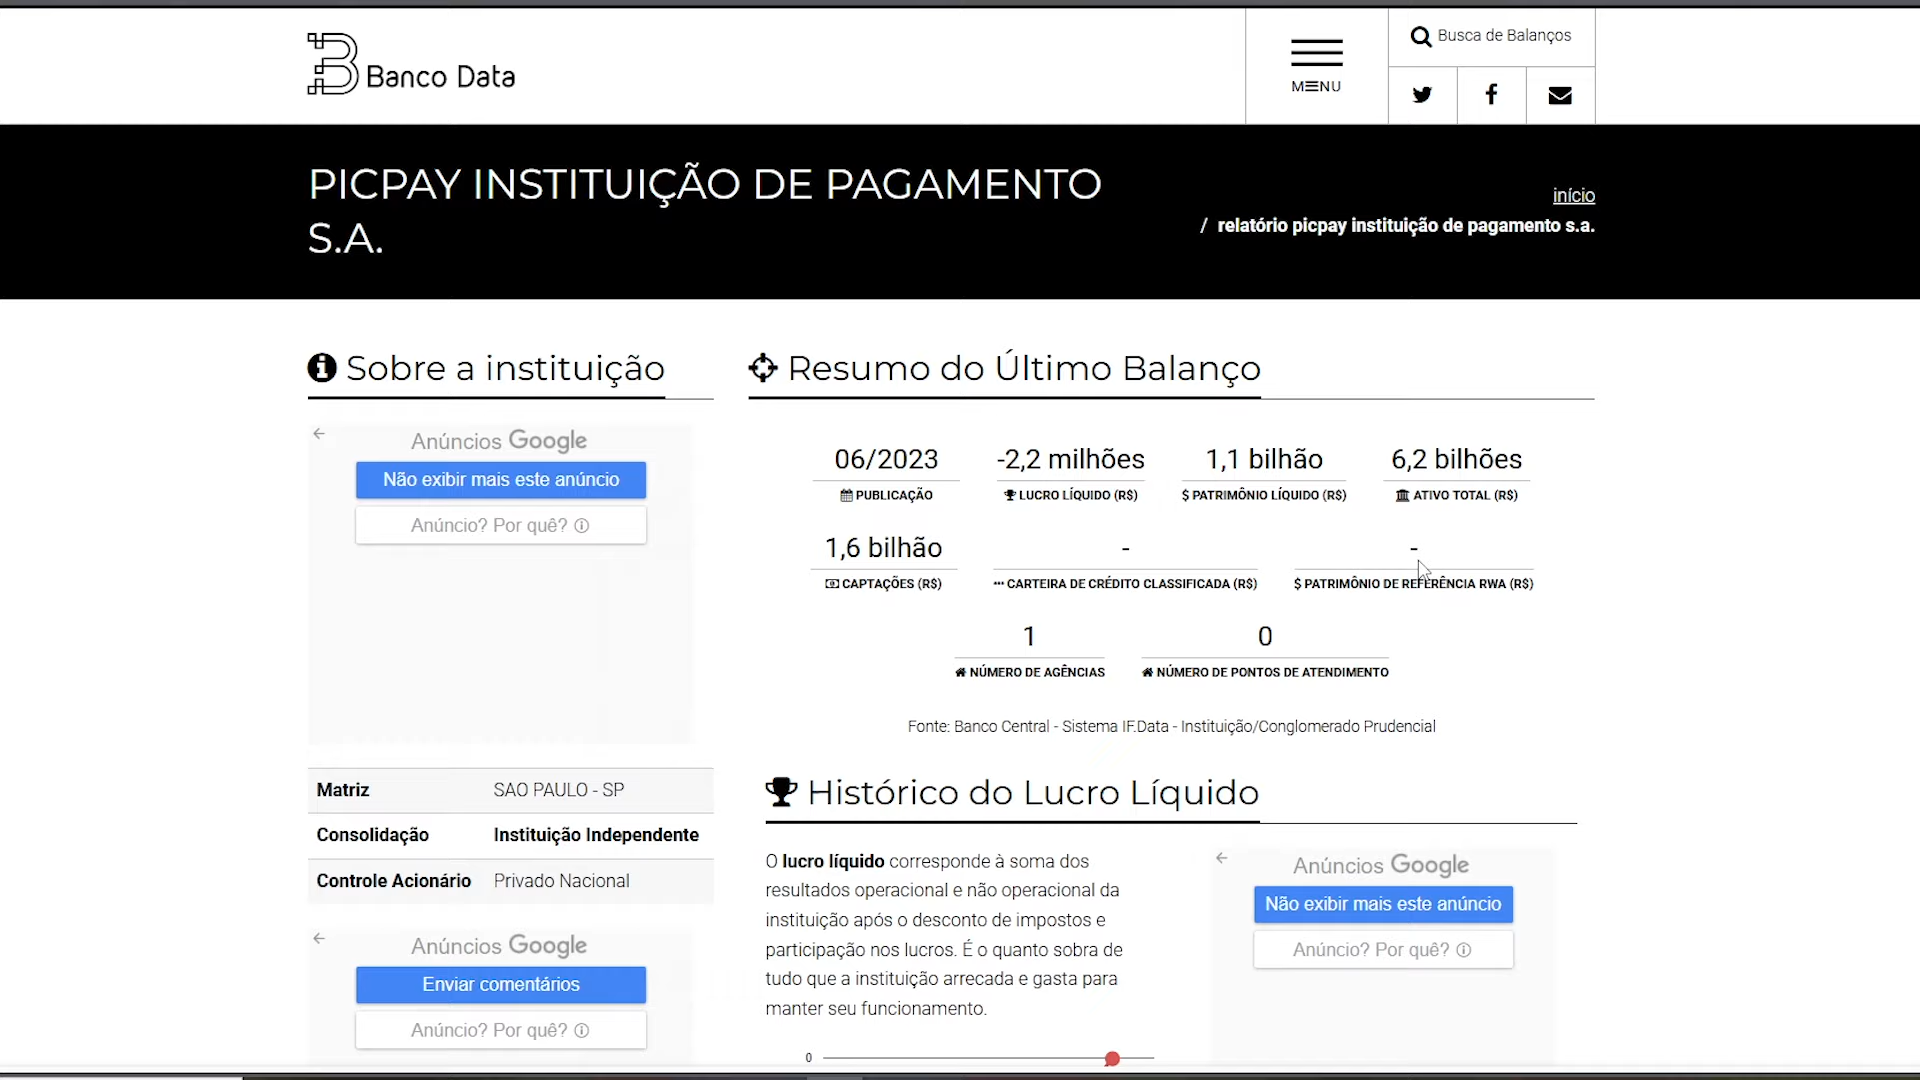 Banco Data
MENU
Busca de Balanços
PICPAY INSTITUIÇÃO DE PAGAMENTO
S.A.
início
/ relatório picpay instituição de pagamento s.a.
Sobre a instituição
Anúncios Google
Não exibir mais este anúncio
Anúncio? Por quê?
Matriz SAO PAULO - SP
Consolidação Instituição Independente
Controle Acionário Privado Nacional
Anúncios Google
Enviar comentários
Anúncio? Por quê?
Resumo do Último Balanço
06/2023 -2,2 milhões 1,1 bilhão 6,2 bilhões
PUBLICAÇÃO LUCRO LÍQUIDO (R$) $ PATRIMÔNIO LÍQUIDO (R$) ATIVO TOTAL (R$)
1,6 bilhão - -
CAPTAÇÕES (R$) CARTEIRA DE CRÉDITO CLASSIFICADA (R$) $ PATRIMÔNIO DE REFERÊNCIA RWA (R$)
1 0
NÚMERO DE AGÊNCIAS NÚMERO DE PONTOS DE ATENDIMENTO
Fonte: Banco Central - Sistema IF.Data - Instituição/Conglomerado Prudencial
Histórico do Lucro Líquido
O lucro líquido corresponde à soma dos
resultados operacional e não operacional da
instituição após o desconto de impostos e
participação nos lucros. É o quanto sobra de
tudo que a instituição arrecada e gasta para
manter seu funcionamento.
0
Anúncios Google
Não exibir mais este anúncio
Anúncio? Por quê?